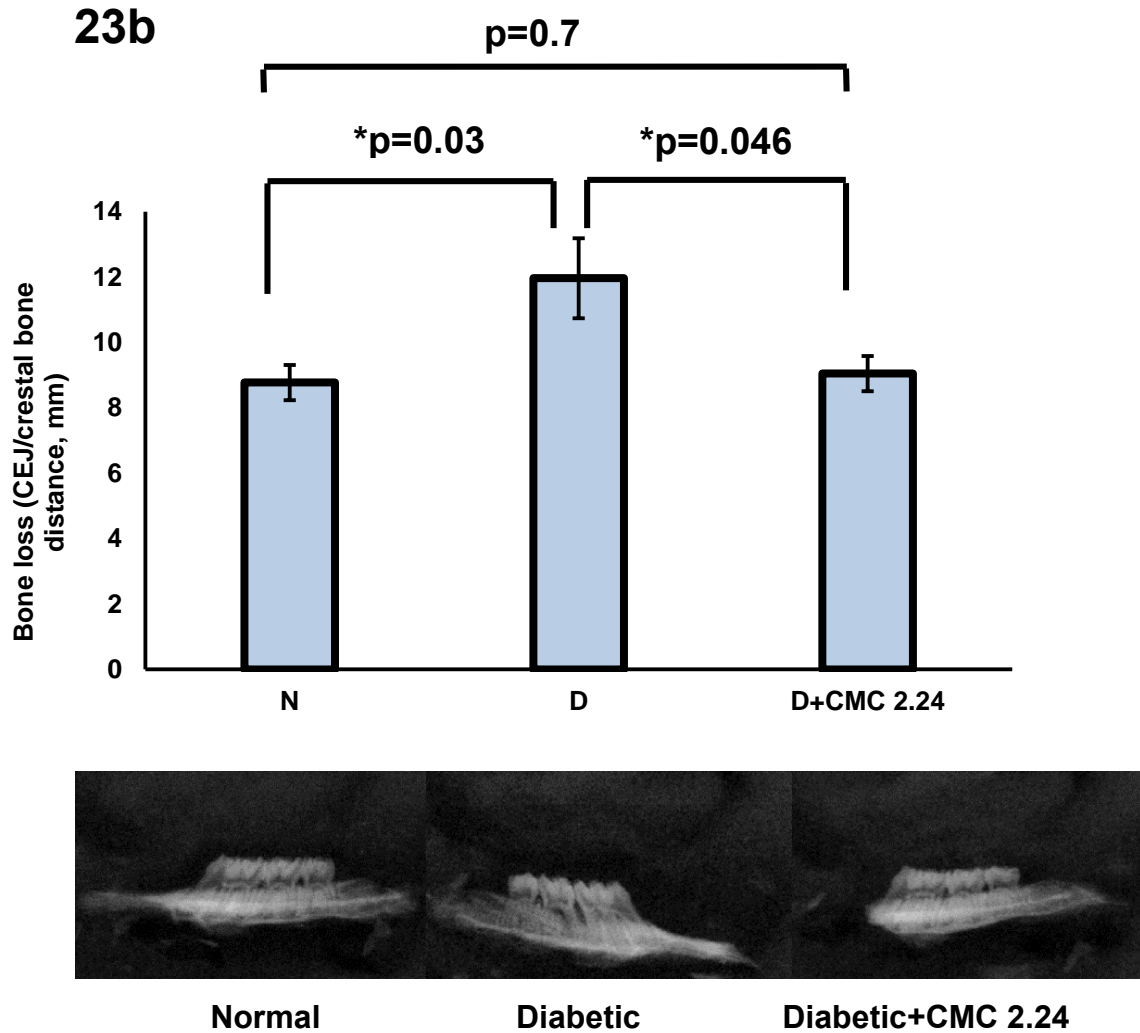 23b
p=0.7
*p=0.03
*p=0.046
14
12
10
8
6
4
2
0
Bone loss (CEJ/crestal bone
distance, mm)
N
D
D+CMC 2.24
Normal
Diabetic
Diabetic+CMC 2.24